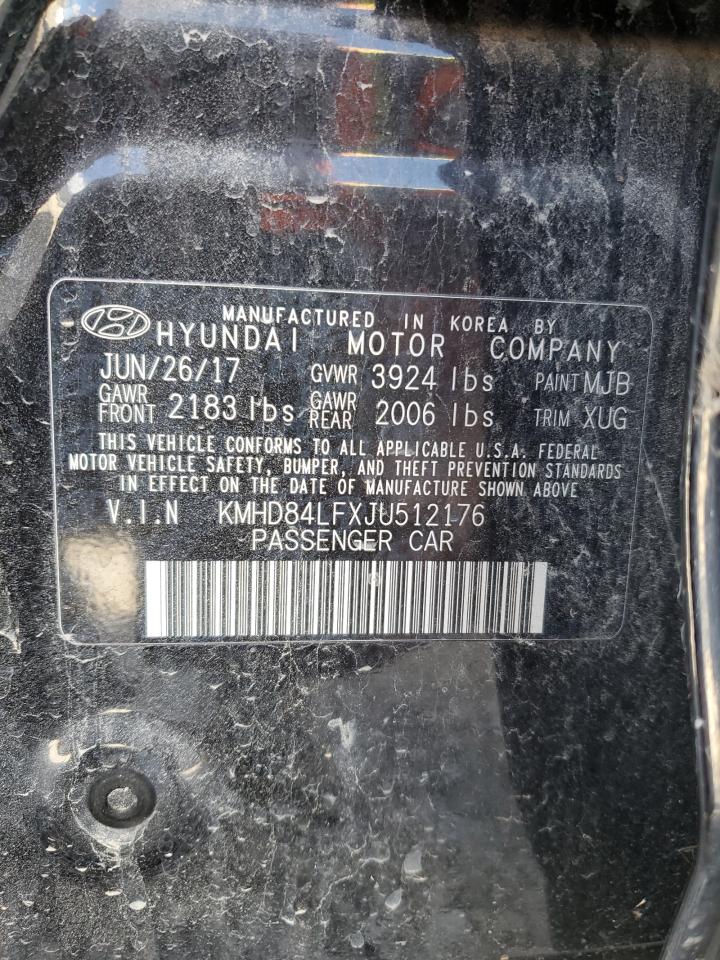 MANUFACTURED IN KOREA BY
HYUNDAI MOTOR COMPANY
JUN/26/17 GVWR 3924 lbs PAINT MJB
GAWR FRONT 2183 lbs GAWR REAR 2006 lbs TRIM XUG
THIS VEHICLE CONFORMS TO ALL APPLICABLE U.S.A. FEDERAL
MOTOR VEHICLE SAFETY, BUMPER, AND THEFT PREVENTION STANDARDS
IN EFFECT ON THE DATE OF MANUFACTURE SHOWN ABOVE.
V.I.N KMHD84LFXJU512176
PASSENGER CAR